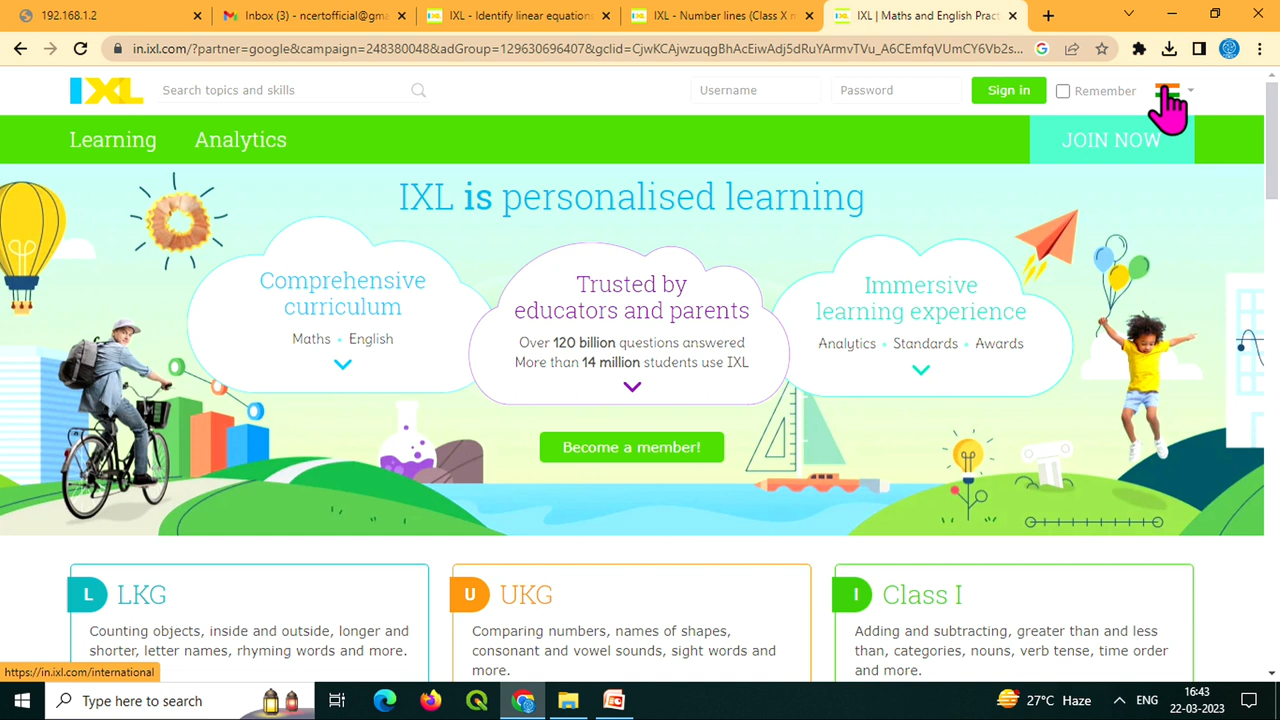 192.168.1.2
Inbox (3) - ncertofficial@gma
IXL - Identify linear equations
IXL - Number lines (Class X m
IXL | Maths and English Pract
in.ixl.com/?partner=google&campaign=248380048&adGroup=129630696407&gclid=CjwKCAjwzuqgBhAcEiwAdj5dRuYArmvTVu_A6CEmfqVUmCY6Vb2s...
IXL
Search topics and skills
Username
Password
Sign in
Remember
Learning
Analytics
JOIN NOW
IXL is personalised learning
Comprehensive
curriculum
Maths • English
Trusted by
educators and parents
Over 120 billion questions answered
More than 14 million students use IXL
Immersive
learning experience
Analytics • Standards • Awards
Become a member!
L LKG
Counting objects, inside and outside, longer and
shorter, letter names, rhyming words and more.
U UKG
Comparing numbers, names of shapes,
consonant and vowel sounds, sight words and
more.
I Class I
Adding and subtracting, greater than and less
than, categories, nouns, verb tense, time order
and more.
https://in.ixl.com/international
Type here to search
27°C Haze
ENG
16:43
22-03-2023